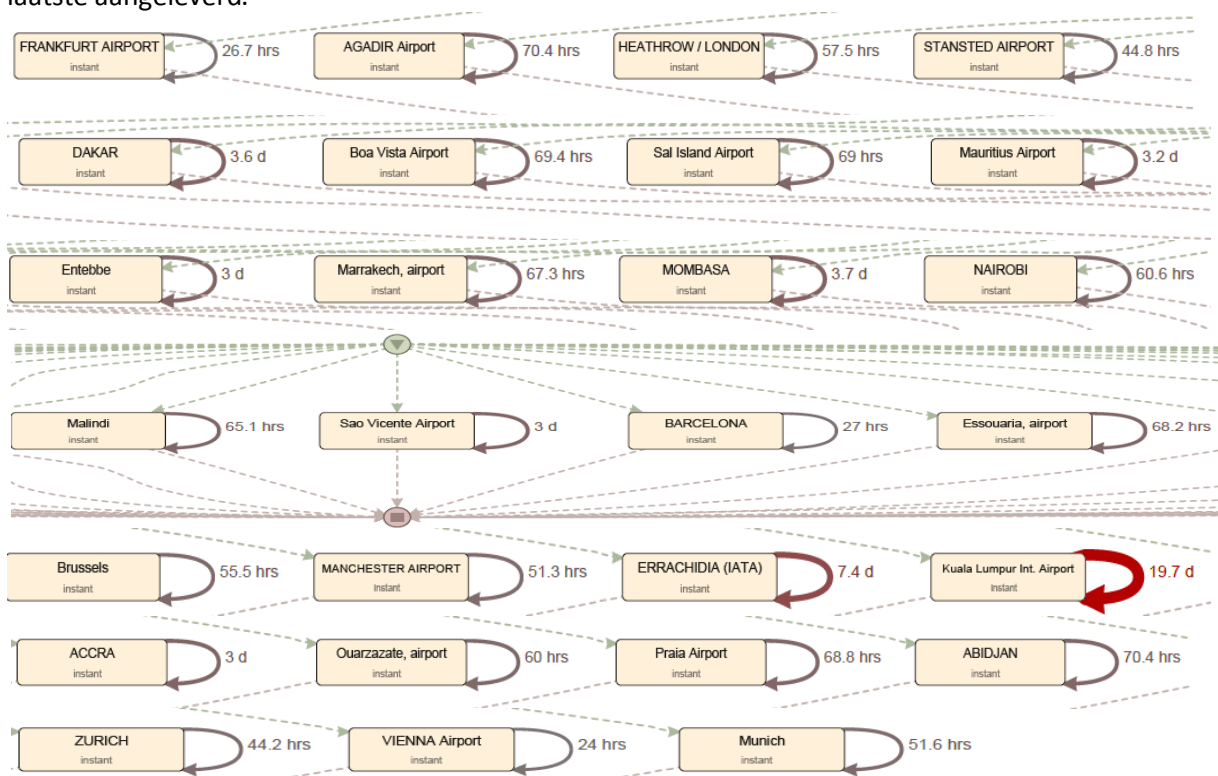 laatste aangeleverd.
FRANKFURT AIRPORT instant 26.7 hrs
AGADIR Airport instant 70.4 hrs
HEATHROW / LONDON instant 57.5 hrs
STANSTED AIRPORT instant 44.8 hrs
DAKAR instant 3.6 d
Boa Vista Airport instant 69.4 hrs
Sal Island Airport instant 69 hrs
Mauritius Airport instant 3.2 d
Entebbe instant 3 d
Marrakech, airport instant 67.3 hrs
MOMBASA instant 3.7 d
NAIROBI instant 60.6 hrs
Malindi instant 65.1 hrs
Sao Vicente Airport instant 3 d
BARCELONA instant 27 hrs
Essouaria, airport instant 68.2 hrs
Brussels instant 55.5 hrs
MANCHESTER AIRPORT Instant 51.3 hrs
ERRACHIDIA (IATA) instant 7.4 d
Kuala Lumpur Int. Airport Instant 19.7 d
ACCRA instant 3 d
Ouarzazate, airport instant 60 hrs
Praia Airport instant 68.8 hrs
ABIDJAN instant 70.4 hrs
ZURICH instant 44.2 hrs
VIENNA Airport instant 24 hrs
Munich instant 51.6 hrs